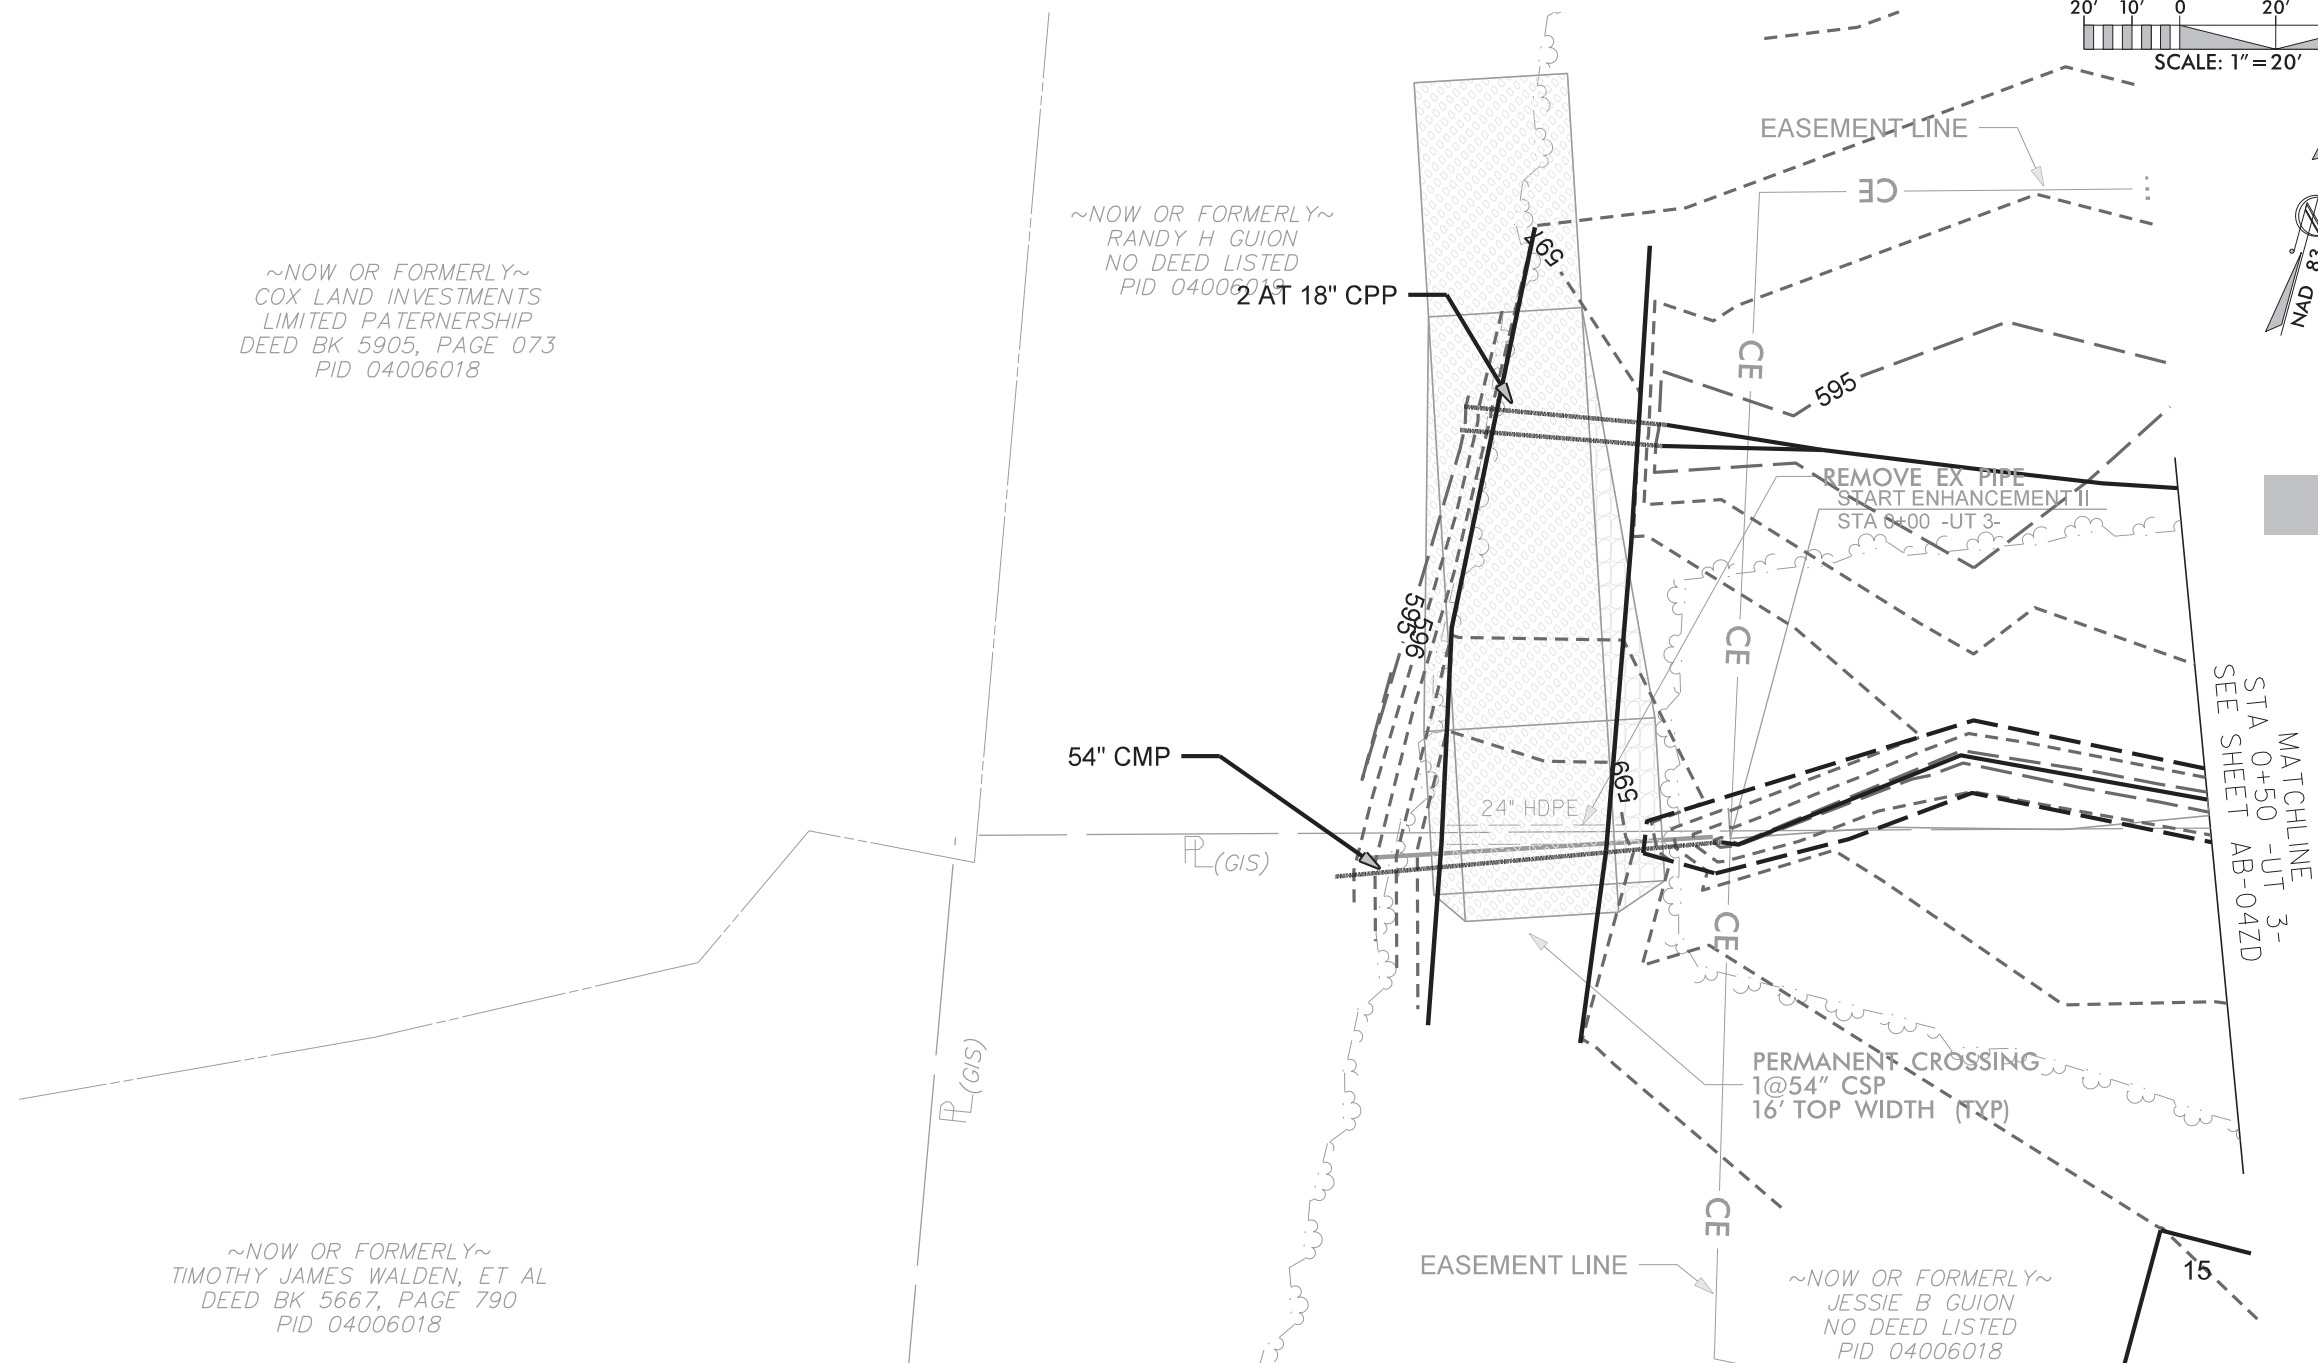 20' 10' 0 20'
SCALE: 1"=20'
EASEMENT LINE
CE
NAD 83
~NOW OR FORMERLY~
RANDY H GUION
NO DEED LISTED
PID 04006019
~NOW OR FORMERLY~
COX LAND INVESTMENTS
LIMITED PATERNERSHIP
DEED BK 5905, PAGE 073
PID 04006018
597
2 AT 18" CPP
CE
595
REMOVE EX PIPE
START ENHANCEMENT II
STA 0+00 -UT 3-
595
596
CE
MATCHLINE
STA 0+50 -UT 3-
SEE SHEET AB-04ZD
54" CMP
599
24" HDPE
PL (GIS)
CE
PL (GIS)
PERMANENT CROSSING
1@54" CSP
16' TOP WIDTH (TYP)
CE
EASEMENT LINE
15
~NOW OR FORMERLY~
TIMOTHY JAMES WALDEN, ET AL
DEED BK 5667, PAGE 790
PID 04006018
~NOW OR FORMERLY~
JESSIE B GUION
NO DEED LISTED
PID 04006018